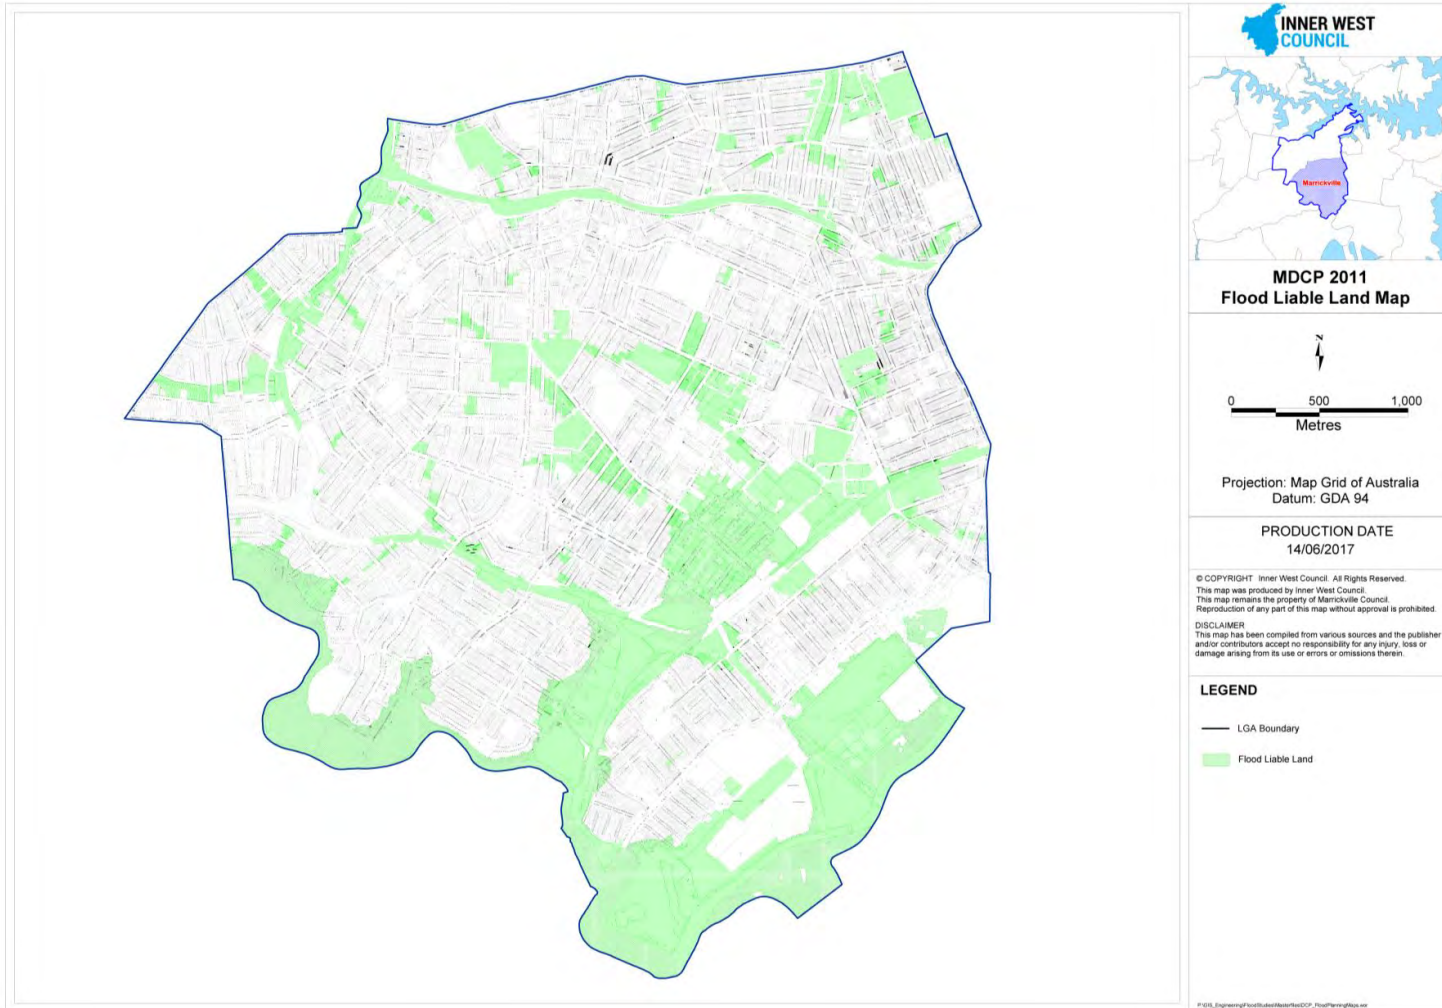 INNER WEST
COUNCIL
Marrickville
MDCP 2011
Flood Liable Land Map
N
0 500 1,000
Metres
Projection: Map Grid of Australia
Datum: GDA 94
PRODUCTION DATE
14/06/2017
© COPYRIGHT Inner West Council. All Rights Reserved.
This map was produced by Inner West Council.
This map remains the property of Marrickville Council.
Reproduction of any part of this map without approval is prohibited.
DISCLAIMER
This map has been compiled from various sources and the publisher
and/or contributors accept no responsibility for any injury, loss or
damage arising from its use or errors or omissions therein.
LEGEND
LGA Boundary
Flood Liable Land